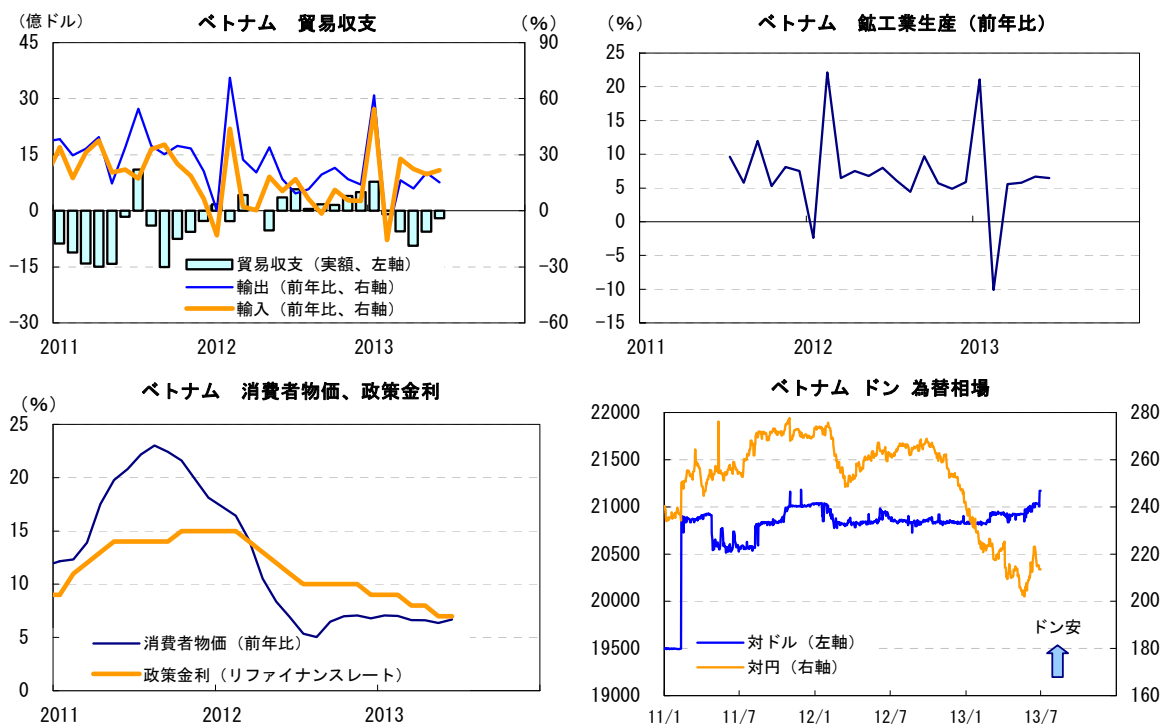 ベトナム 貿易収支
（億ドル）
（％）
45
30
15
0
−15
−30
90
60
30
0
−30
−60
貿易収支（実額、左軸）
輸出（前年比、右軸）
輸入（前年比、右軸）
2011 2012 2013
ベトナム 鉱工業生産（前年比）
25
20
15
10
5
0
−5
−10
−15
2011 2012 2013
ベトナム 消費者物価、政策金利
（％）
25
20
15
10
5
0
消費者物価（前年比）
政策金利（リファイナンスレート）
2011 2012 2013
ベトナム ドン 為替相場
22000
21500
21000
20500
20000
19500
19000
280
260
240
220
200
180
160
ドン安
対ドル（左軸）
対円（右軸）
11/1 11/7 12/1 12/7 13/1 13/7